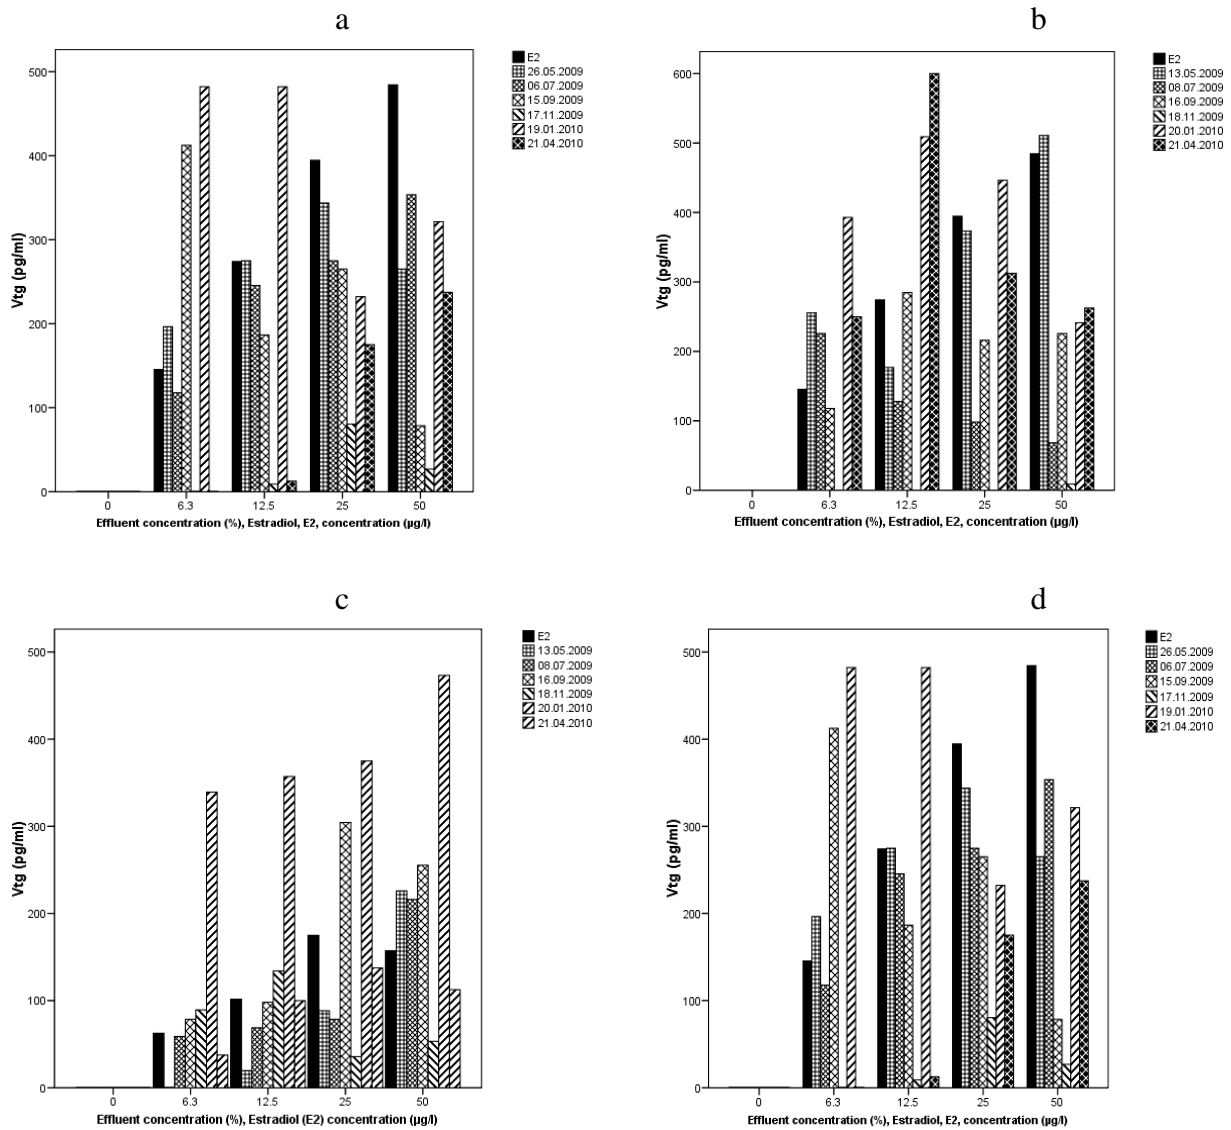 a
E2
26.05.2009
06.07.2009
15.09.2009
17.11.2009
19.01.2010
21.04.2010
500
400
300
200
100
0
Vtg (pg/ml)
0 6.3 12.5 25 50
Effluent concentration (%), Estradiol, E2, concentration (µg/l)
b
E2
13.05.2009
08.07.2009
16.09.2009
18.11.2009
20.01.2010
21.04.2010
600
500
400
300
200
100
0
Vtg (pg/ml)
0 6.3 12.5 25 50
Effluent concentration (%), Estradiol, E2, concentration (µg/l)
c
E2
13.05.2009
08.07.2009
16.09.2009
18.11.2009
20.01.2010
21.04.2010
500
400
300
200
100
0
Vtg (pg/ml)
0 6.3 12.5 25 50
Effluent concentration (%), Estradiol (E2) concentration (µg/l)
d
E2
26.05.2009
06.07.2009
15.09.2009
17.11.2009
19.01.2010
21.04.2010
500
400
300
200
100
0
Vtg (pg/ml)
0 6.3 12.5 25 50
Effluent concentration (%), Estradiol, E2, concentration (µg/l)